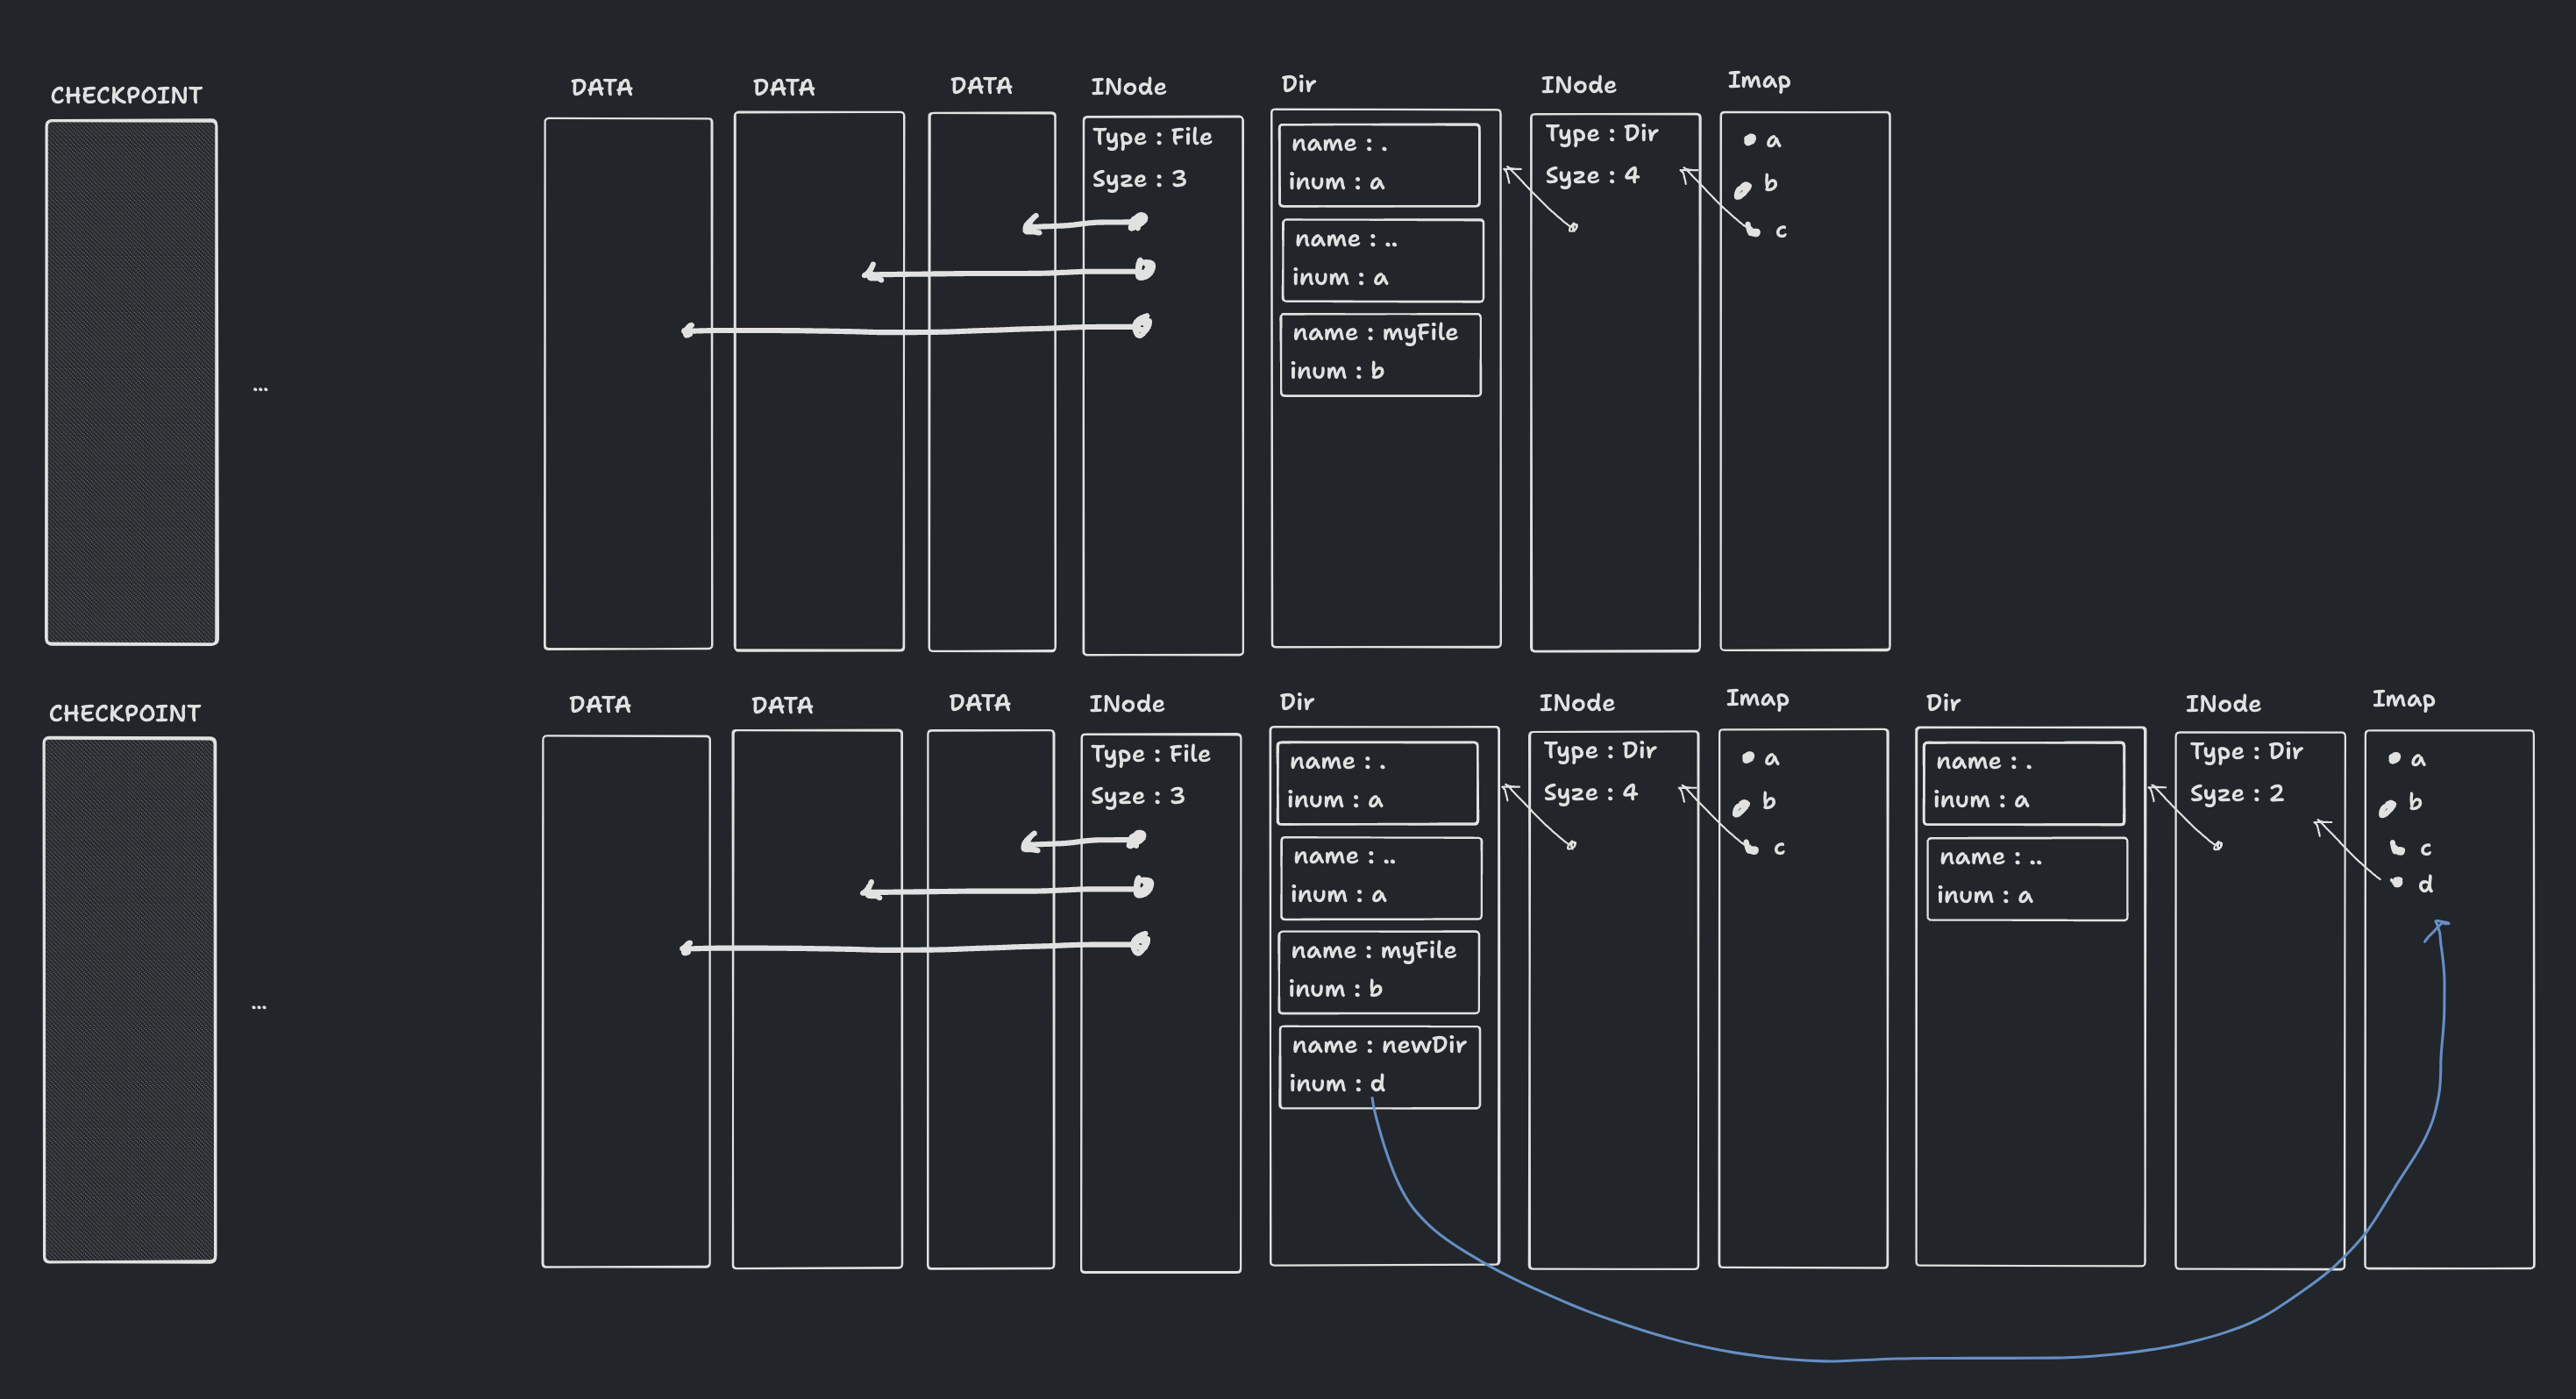 CHECKPOINT
DATA
DATA
DATA
INode
Dir
INode
Imap
Type : File
Syze : 3
name : .
inum : a
name : ..
inum : a
name : myFile
inum : b
Type : Dir
Syze : 4
a
b
c
...
CHECKPOINT
DATA
DATA
DATA
INode
Dir
INode
Imap
Dir
INode
Imap
Type : File
Syze : 3
name : .
inum : a
name : ..
inum : a
name : myFile
inum : b
name : newDir
inum : d
Type : Dir
Syze : 4
a
b
c
name : .
inum : a
name : ..
inum : a
Type : Dir
Syze : 2
a
b
c
d
...